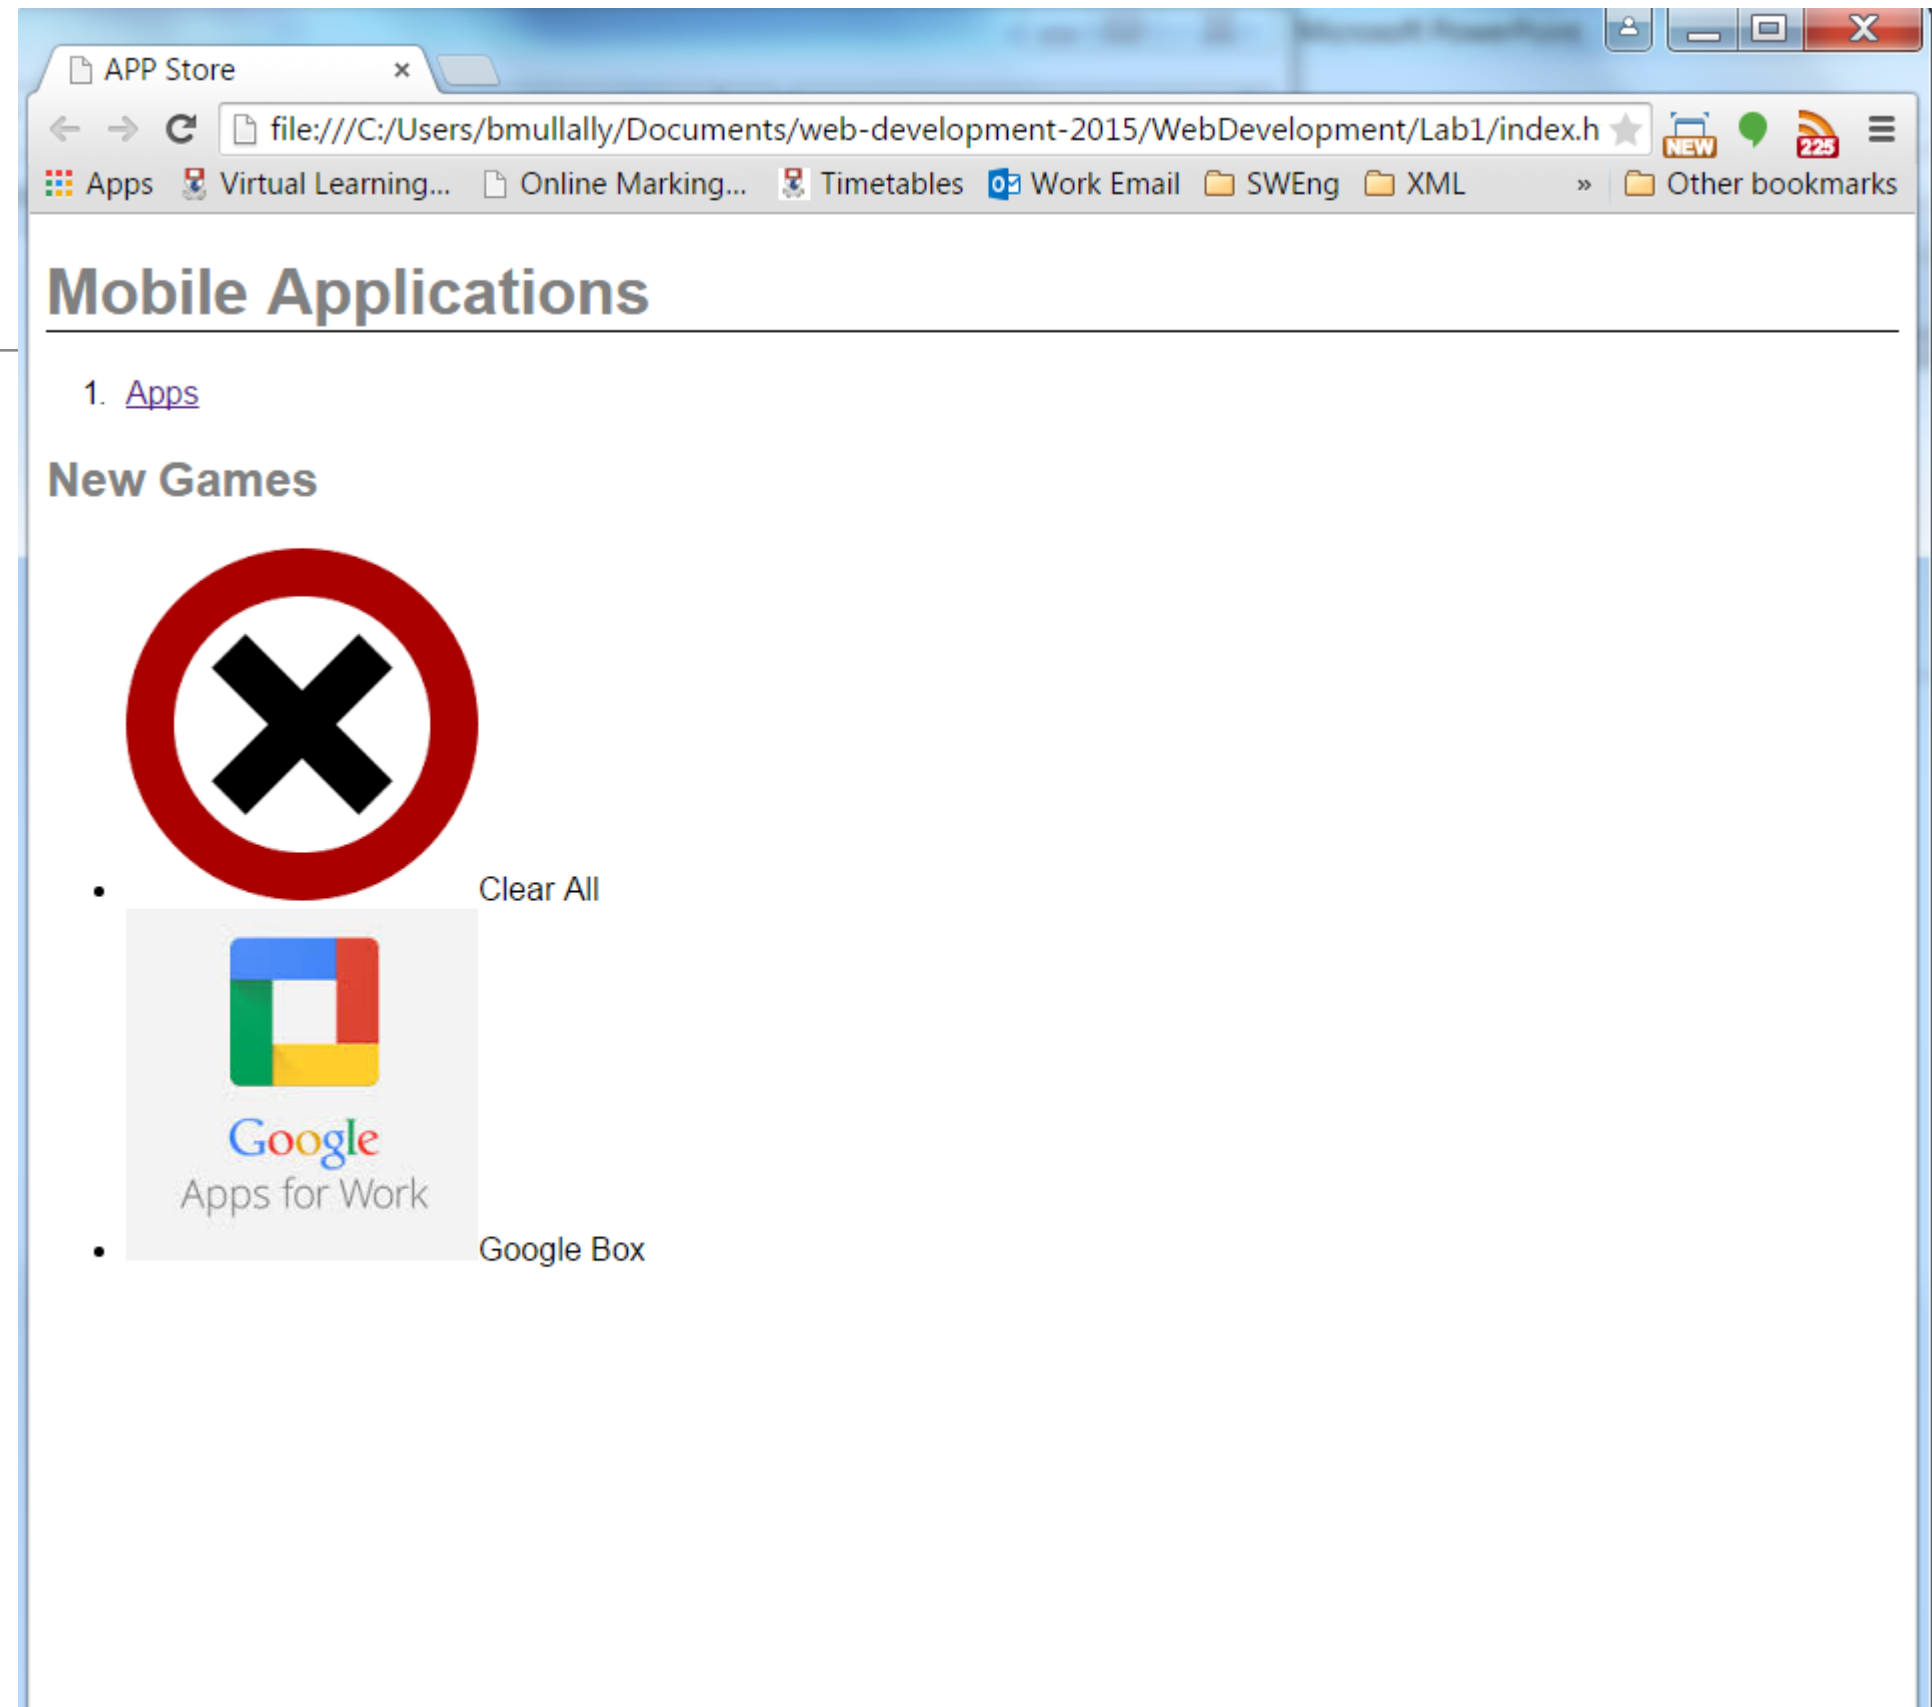 Microsoft PowerPoint
APP Store
file:///C:/Users/bmullally/Documents/web-development-2015/WebDevelopment/Lab1/index.h
NEW
225
Apps Virtual Learning... Online Marking... Timetables Work Email SWEng XML » Other bookmarks
Mobile Applications
1. Apps
New Games
Clear All
Google
Apps for Work
Google Box